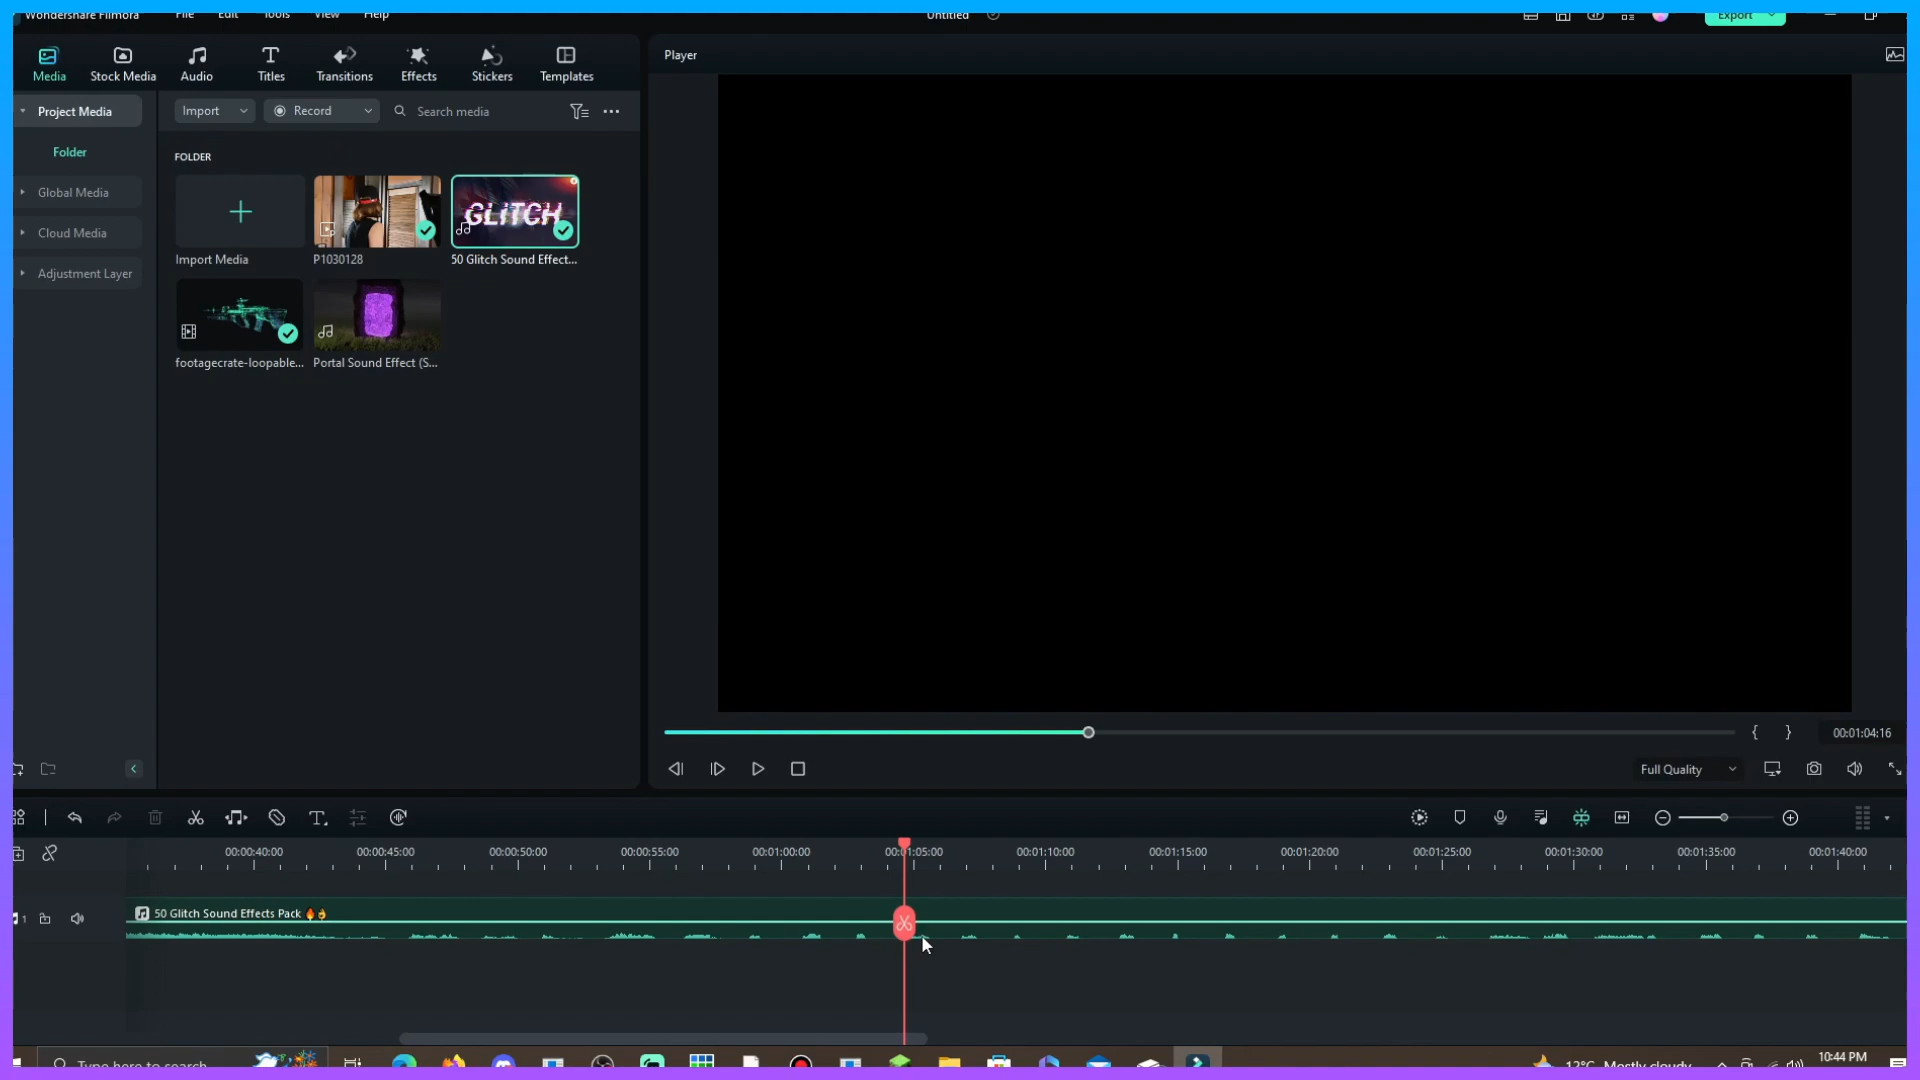 Wondershare Filmora File Edit Tools View Help Untitled Export
Media Stock Media Audio Titles Transitions Effects Stickers Templates
Player
Project Media
Import Record Search media
Folder
FOLDER
Global Media
Cloud Media
Adjustment Layer
GLITCH
Import Media P1030128 50 Glitch Sound Effect...
footagecrate-loopable... Portal Sound Effect (S...
{ } 00:01:04:16
Full Quality
00:00:40:00 00:00:45:00 00:00:50:00 00:00:55:00 00:01:00:00 00:01:05:00 00:01:10:00 00:01:15:00 00:01:20:00 00:01:25:00 00:01:30:00 00:01:35:00 00:01:40:00
1 50 Glitch Sound Effects Pack 🔥👌
Type here to search 12°C Mostly cloudy 10:44 PM